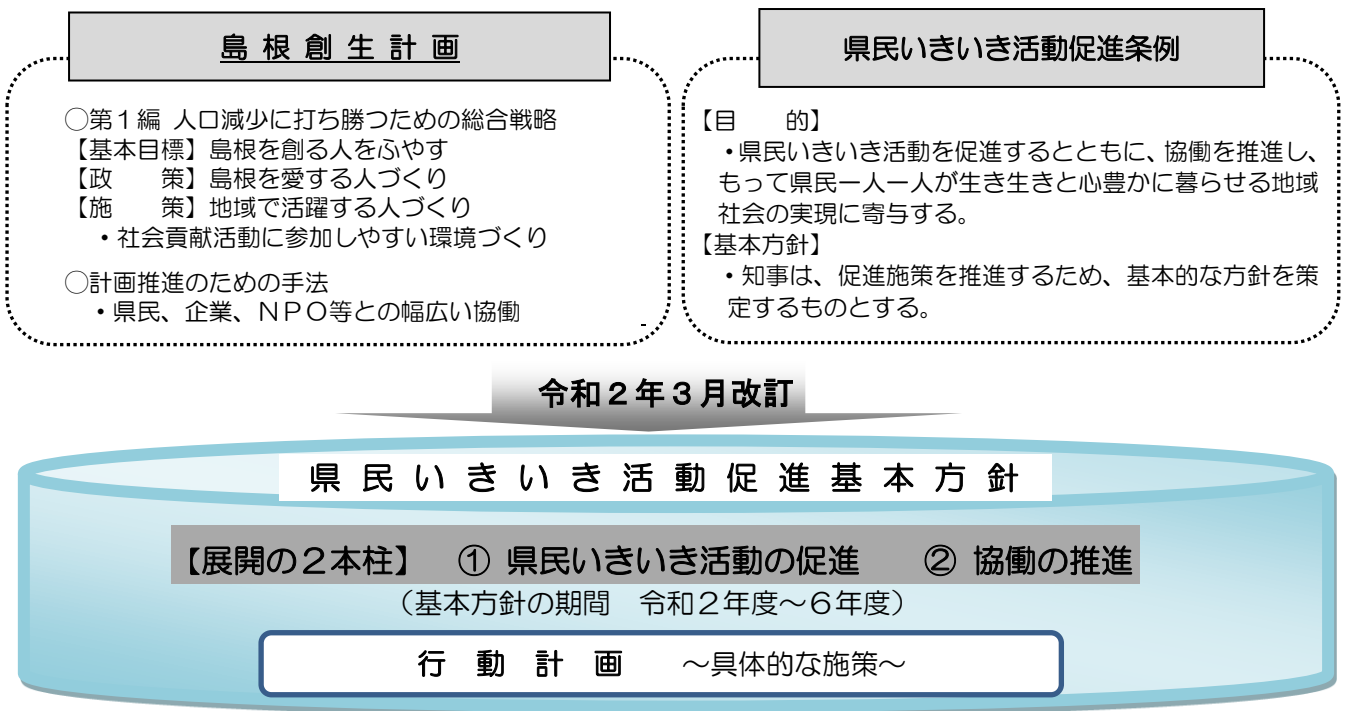 島根創生計画
○第1編 人口減少に打ち勝つための総合戦略
【基本目標】島根を創る人をふやす
【政　　策】島根を愛する人づくり
【施　　策】地域で活躍する人づくり
・社会貢献活動に参加しやすい環境づくり
○計画推進のための手法
・県民、企業、ＮＰＯ等との幅広い協働
県民いきいき活動促進条例
【目　　的】
・県民いきいき活動を促進するとともに、協働を推進し、
もって県民一人一人が生き生きと心豊かに暮らせる地域
社会の実現に寄与する。
【基本方針】
・知事は、促進施策を推進するため、基本的な方針を策
定するものとする。
令和２年３月改訂
県民いきいき活動促進基本方針
【展開の２本柱】　① 県民いきいき活動の促進　　② 協働の推進
（基本方針の期間　令和２年度～６年度）
行動計画　～具体的な施策～